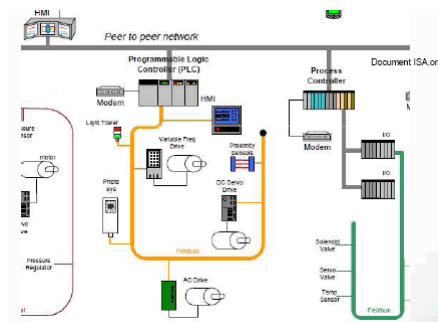 HMI
Peer to peer network
Programmable Logic
Controller (PLC)
Process
Controller
Document ISA.or
Modem
HMI
Light Tower
Modem
I/O
Variable Freq
Drive
Proximity
Sensors
motor
I/O
Photo
eye
DC Servo
Drive
Solenoid
Valve
Fieldbus
Pressure
Regulator
Servo
Valve
AC Drive
Temp
Sensor
Fieldbus